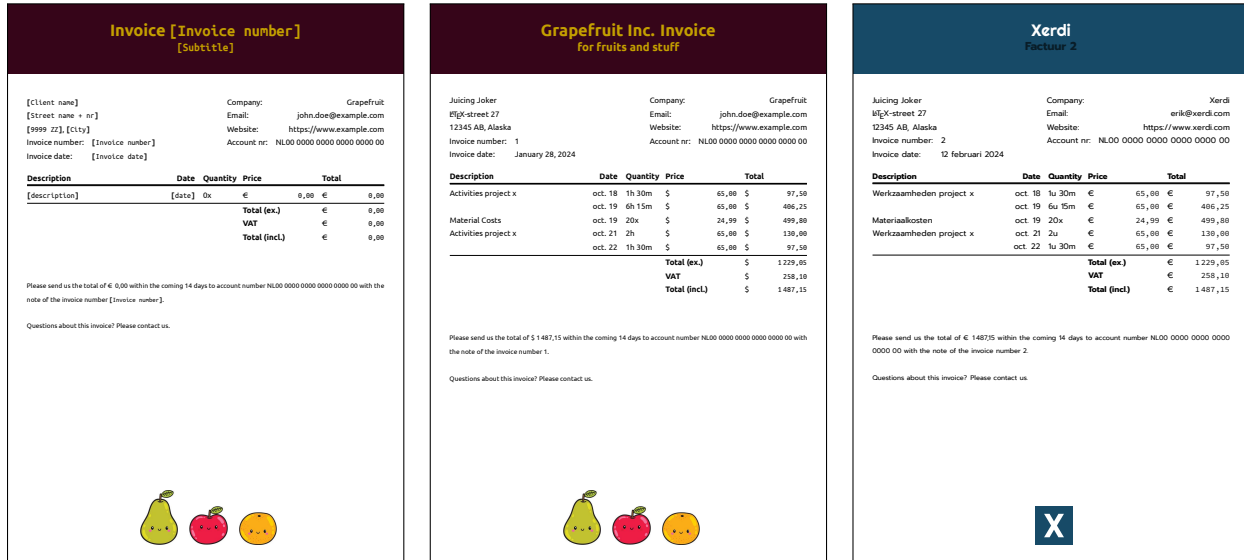 Invoice [Invoice number]
[Subtitle]
[Client name]
[Street name + nr]
[9999 ZZ], [City]
Invoice number: [Invoice number]
Invoice date: [Invoice date]
Company: Grapefruit
Email: john.doe@example.com
Website: https://www.example.com
Account nr: NL00 0000 0000 0000 0000 00
Description Date Quantity Price Total
[description] [date] 0x € 0,00 € 0,00
Total (ex.) € 0,00
VAT € 0,00
Total (incl.) € 0,00
Please send us the total of € 0,00 within the coming 14 days to account number NL00 0000 0000 0000 0000 00 with the
note of the invoice number [Invoice number].
Questions about this invoice? Please contact us.
Grapefruit Inc. Invoice
for fruits and stuff
Juicing Joker
LATEX-street 27
12345 AB, Alaska
Invoice number: 1
Invoice date: January 28, 2024
Company: Grapefruit
Email: john.doe@example.com
Website: https://www.example.com
Account nr: NL00 0000 0000 0000 0000 00
Description Date Quantity Price Total
Activities project x oct. 18 1h 30m $ 65,00 $ 97,50
oct. 19 6h 15m $ 65,00 $ 406,25
Material Costs oct. 19 20x $ 24,99 $ 499,80
Activities project x oct. 21 2h $ 65,00 $ 130,00
oct. 22 1h 30m $ 65,00 $ 97,50
Total (ex.) $ 1 229,05
VAT $ 258,10
Total (incl.) $ 1 487,15
Please send us the total of $ 1 487,15 within the coming 14 days to account number NL00 0000 0000 0000 0000 00 with
the note of the invoice number 1.
Questions about this invoice? Please contact us.
Xerdi
Factuur 2
Juicing Joker
LATEX-street 27
12345 AB, Alaska
Invoice number: 2
Invoice date: 12 februari 2024
Company: Xerdi
Email: erik@xerdi.com
Website: https://www.xerdi.com
Account nr: NL00 0000 0000 0000 0000 00
Description Date Quantity Price Total
Werkzaamheden project x oct. 18 1u 30m € 65,00 € 97,50
oct. 19 6u 15m € 65,00 € 406,25
Materiaalkosten oct. 19 20x € 24,99 € 499,80
Werkzaamheden project x oct. 21 2u € 65,00 € 130,00
oct. 22 1u 30m € 65,00 € 97,50
Total (ex.) € 1 229,05
VAT € 258,10
Total (incl.) € 1 487,15
Please send us the total of € 1 487,15 within the coming 14 days to account number NL00 0000 0000 0000
0000 00 with the note of the invoice number 2.
Questions about this invoice? Please contact us.
X